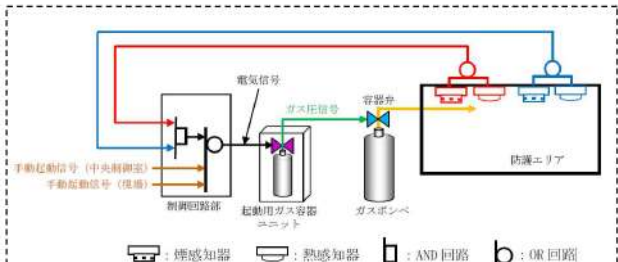 電気信号
ガス圧信号
容器弁
防護エリア
手動起動信号（中央制御室）
手動起動信号（現場）
制御回路部
起動用ガス容器
ユニット
ガスボンベ
：煙感知器
：熱感知器
：AND 回路
：OR 回路